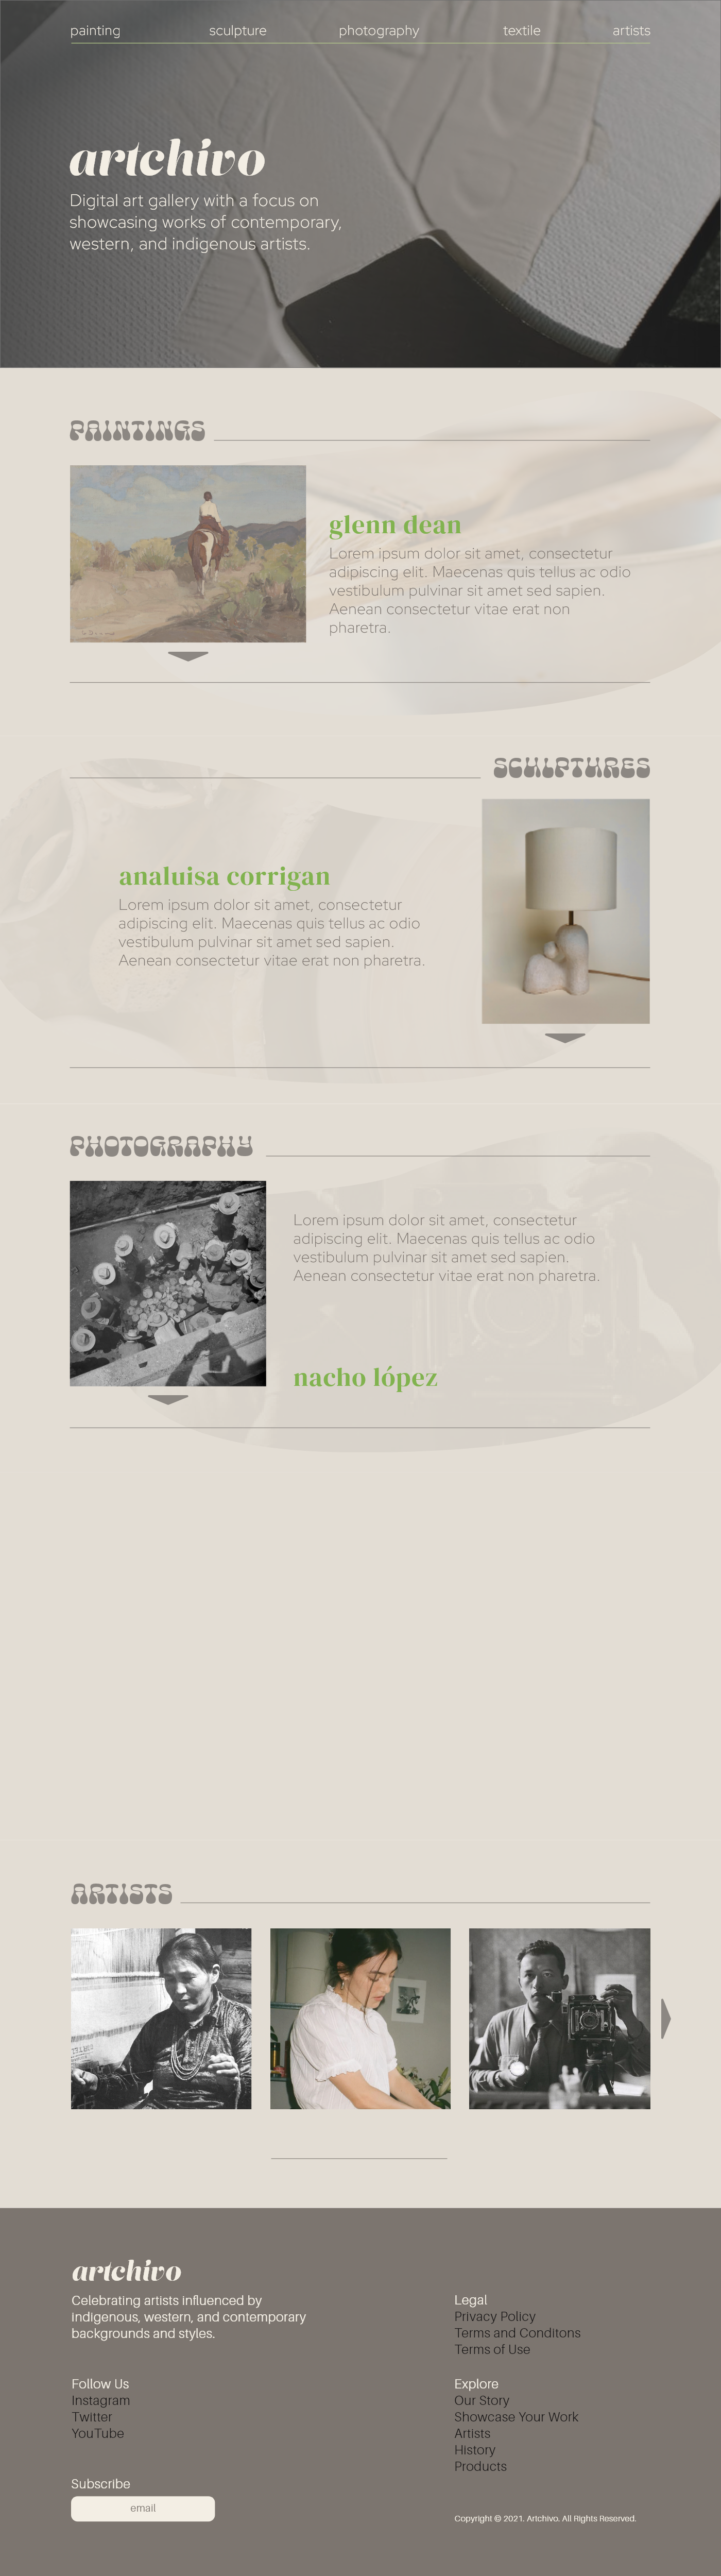 painting sculpture photography textile artists
artchivo
Digital art gallery with a focus on
showcasing works of contemporary,
western, and indigenous artists.
PAINTINGS
glenn dean
Lorem ipsum dolor sit amet, consectetur
adipiscing elit. Maecenas quis tellus ac odio
vestibulum pulvinar sit amet sed sapien.
Aenean consectetur vitae erat non
pharetra.
SCULPTURES
analuisa corrigan
Lorem ipsum dolor sit amet, consectetur
adipiscing elit. Maecenas quis tellus ac odio
vestibulum pulvinar sit amet sed sapien.
Aenean consectetur vitae erat non pharetra.
PHOTOGRAPHY
Lorem ipsum dolor sit amet, consectetur
adipiscing elit. Maecenas quis tellus ac odio
vestibulum pulvinar sit amet sed sapien.
Aenean consectetur vitae erat non pharetra.
nacho lópez
ARTISTS
artchivo
Celebrating artists influenced by
indigenous, western, and contemporary
backgrounds and styles.
Follow Us
Instagram
Twitter
YouTube
Subscribe
email
Legal
Privacy Policy
Terms and Conditons
Terms of Use
Explore
Our Story
Showcase Your Work
Artists
History
Products
Copyright © 2021. Artchivo. All Rights Reserved.